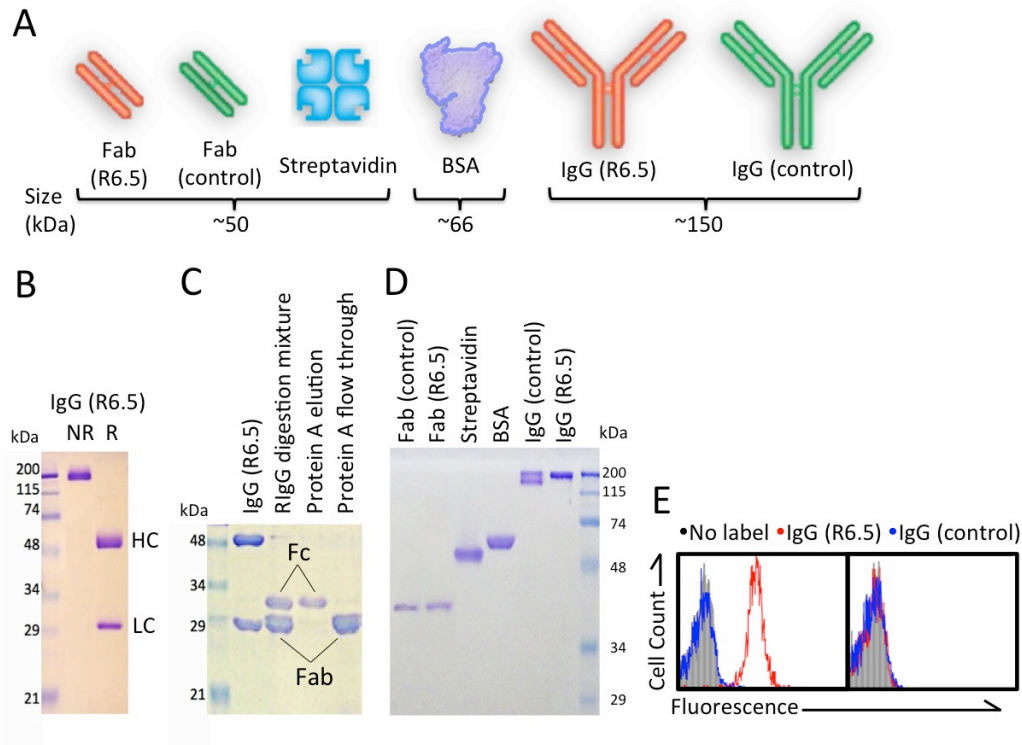 A
Fab
(R6.5)
Fab
(control)
Streptavidin
BSA
IgG (R6.5)
IgG (control)
Size
(kDa)
~50
~66
~150
B
IgG (R6.5)
kDa
NR
R
200
115
74
48
34
29
21
HC
LC
C
IgG (R6.5)
RIgG digestion mixture
Protein A elution
Protein A flow through
kDa
48
34
29
21
Fc
Fab
D
Fab (control)
Fab (R6.5)
Streptavidin
BSA
IgG (control)
IgG (R6.5)
kDa
200
115
74
48
34
29
E
No label
IgG (R6.5)
IgG (control)
Cell Count
Fluorescence